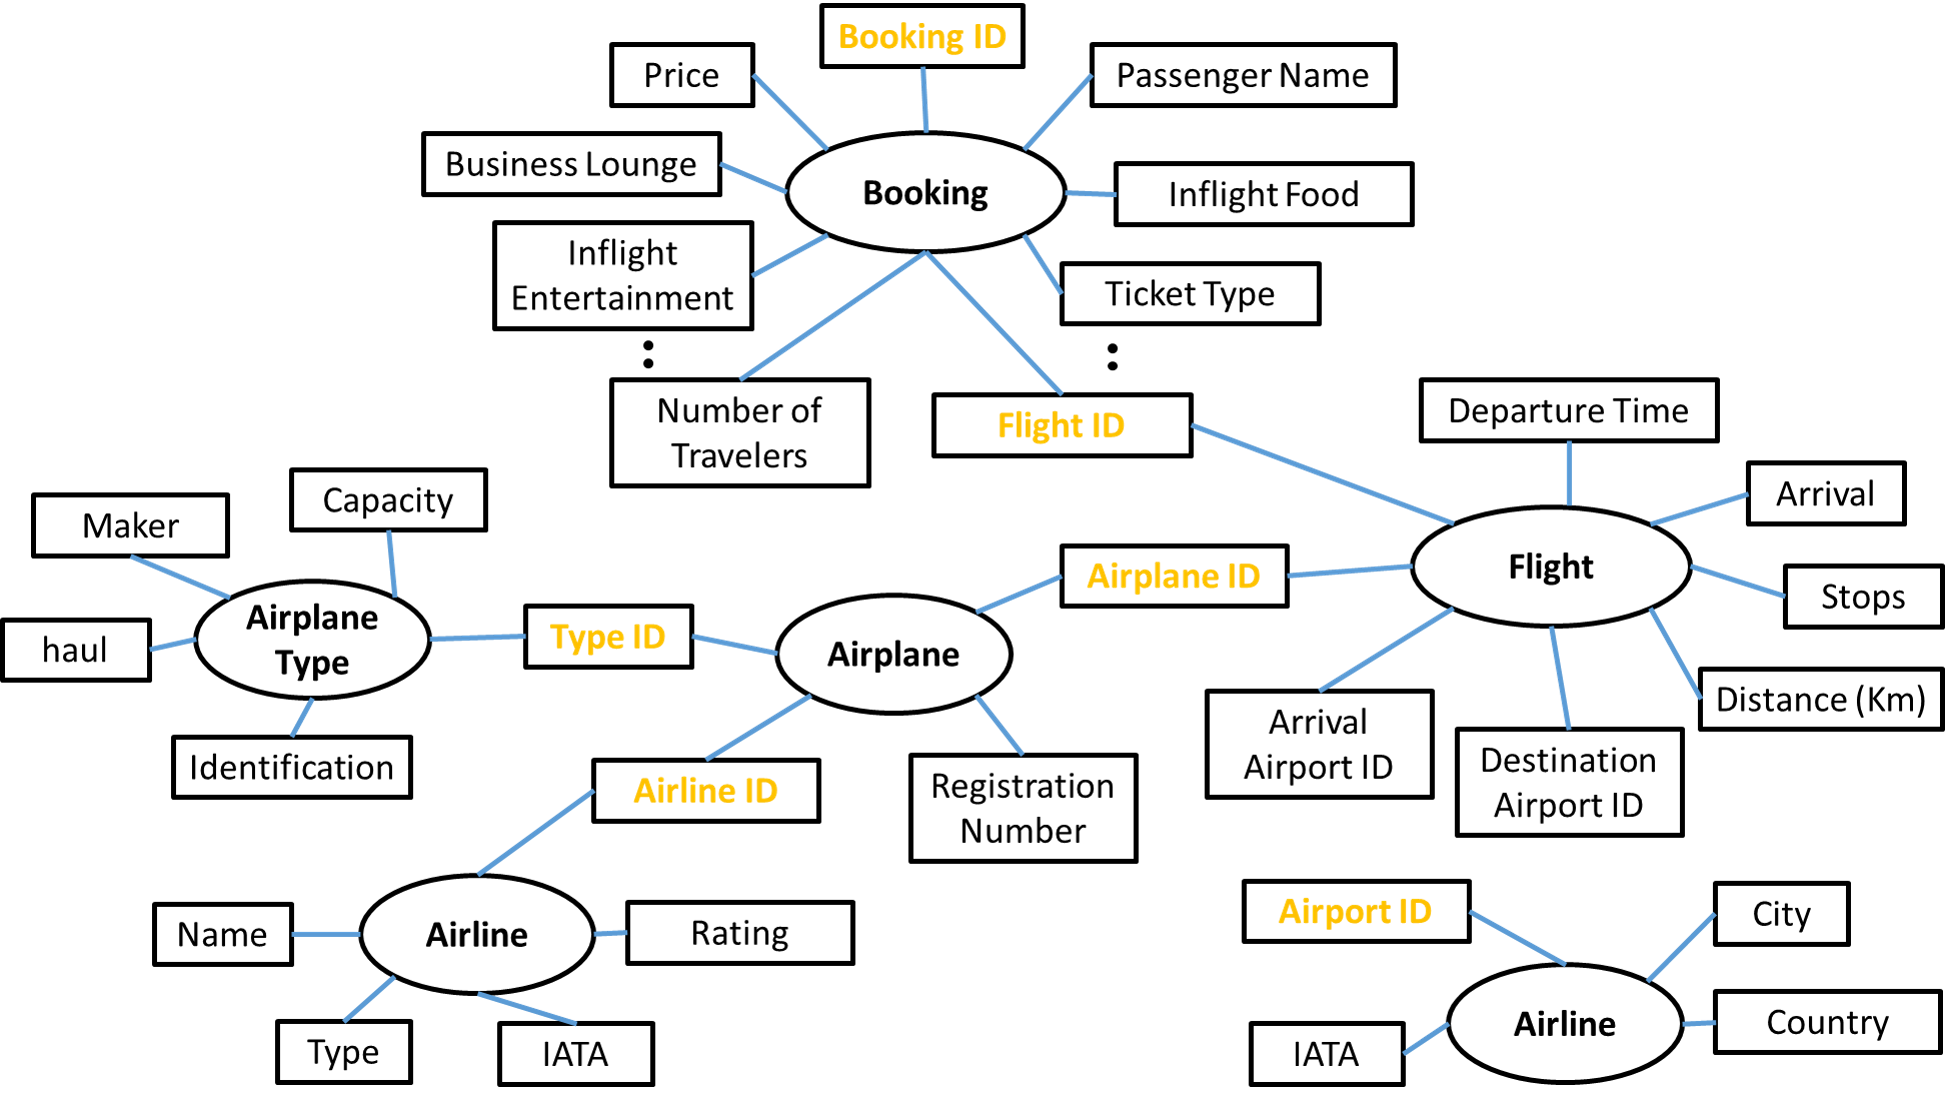 Booking ID
Price
Passenger Name
Business Lounge
Booking
Inflight Food
Inflight
Entertainment
Ticket Type
Number of
Travelers
Flight ID
Departure Time
Capacity
Maker
Arrival
Airplane ID
Flight
Stops
Airplane
Type
Type ID
Airplane
haul
Distance (Km)
Identification
Airline ID
Registration
Number
Arrival
Airport ID
Destination
Airport ID
Name
Airline
Rating
Airport ID
City
Type
IATA
IATA
Airline
Country